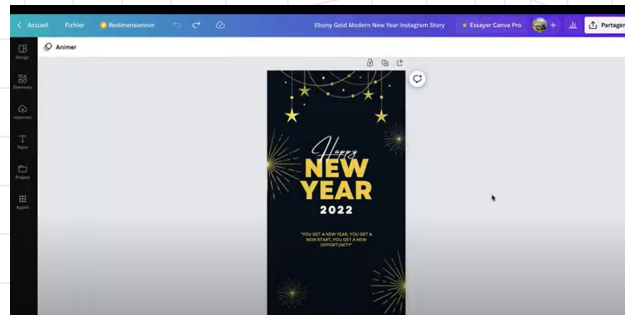 Accueil Fichier Redimensionner Ebony Gold Modern New Year Instagram Story Essayer Canva Pro Partager
Animer
Design
Éléments
Texte
Projets
Applis
Happy
NEW
YEAR
2022
"YOU GET A NEW YEAR, YOU GET A
NEW START, YOU GET A NEW
OPPORTUNITY"